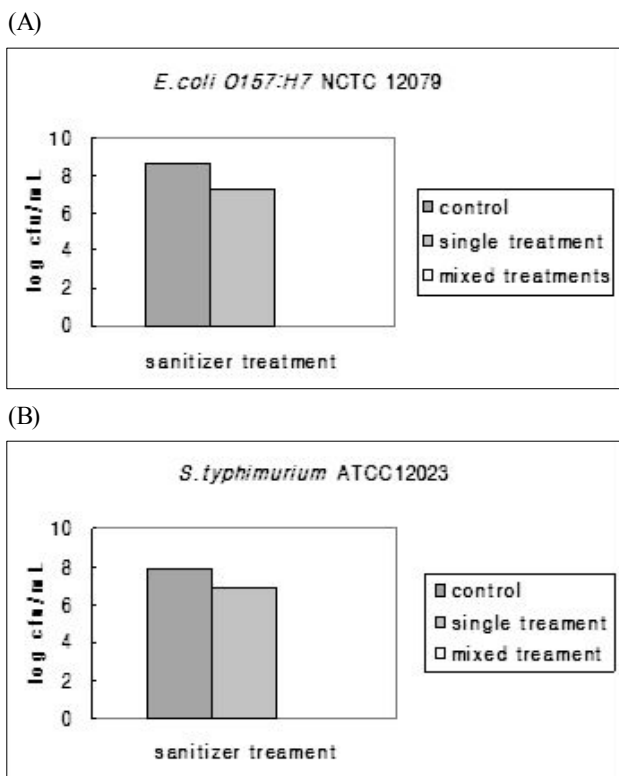 (A)
E.coli O157:H7 NCTC 12079
10
8
6
4
2
0
log cfu/mL
sanitizer treatment
control
single treatment
mixed treatments
(B)
S.typhimurium ATCC12023
10
8
6
4
2
0
log cfu/mL
sanitizer treament
control
single treament
mixed treament